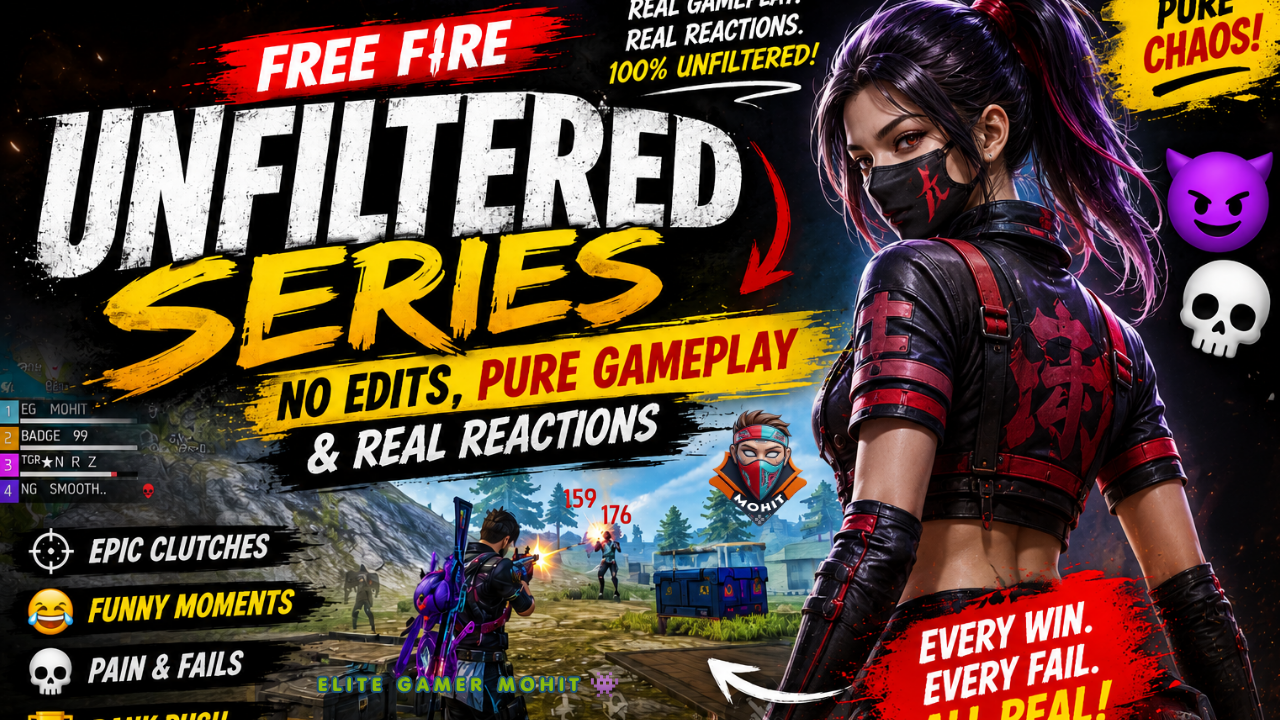 REAL GAMEPLAY.
REAL REACTIONS.
100% UNFILTERED!
PURE
CHAOS!
FREE FIRE
UNFILTERED
SERIES
NO EDITS, PURE GAMEPLAY
& REAL REACTIONS
1 EG MOHIT
2 BADGE 99
3 TGR★N R Z
4 NG SMOOTH..
159
176
MOHIT
EPIC CLUTCHES
FUNNY MOMENTS
PAIN & FAILS
RANK PUSH
ELITE GAMER MOHIT
EVERY WIN.
EVERY FAIL.
ALL REAL!